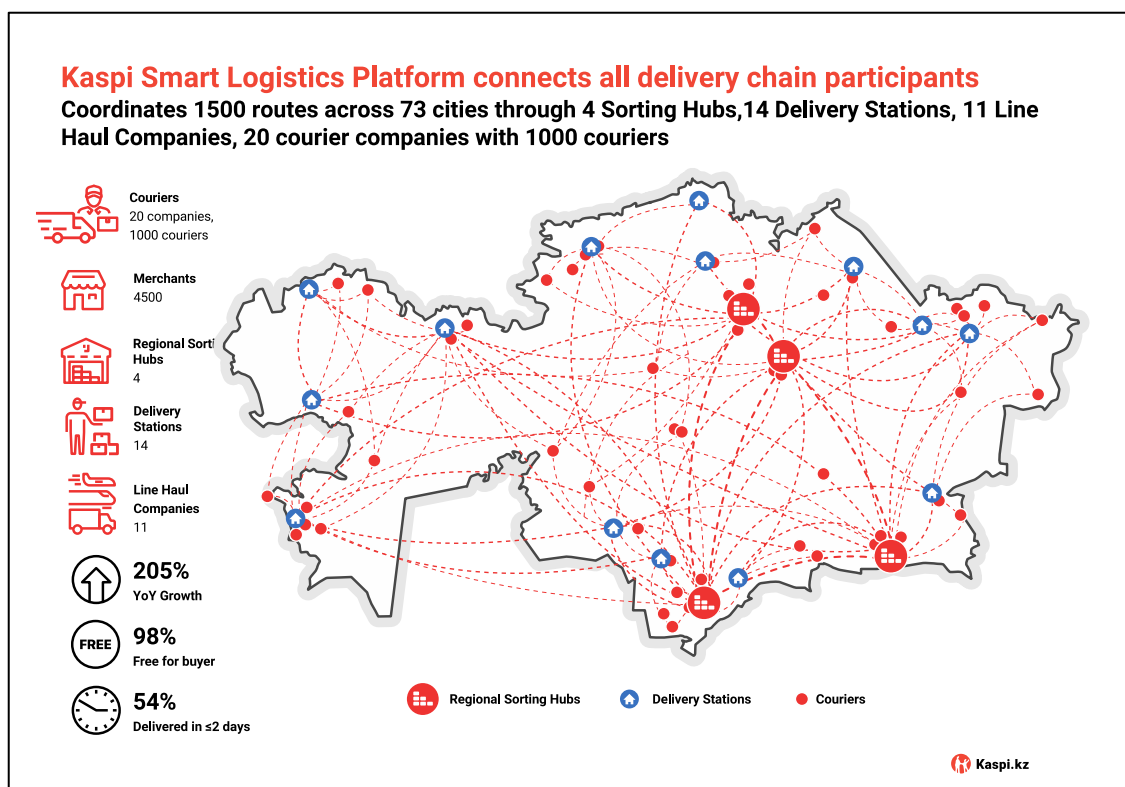 Kaspi Smart Logistics Platform connects all delivery chain participants
Coordinates 1500 routes across 73 cities through 4 Sorting Hubs,14 Delivery Stations, 11 Line
Haul Companies, 20 courier companies with 1000 couriers
Couriers
20 companies,
1000 couriers
Merchants
4500
Regional Sorti
Hubs
4
Delivery
Stations
14
Line Haul
Companies
11
205%
YoY Growth
FREE
98%
Free for buyer
54%
Delivered in ≤2 days
Regional Sorting Hubs
Delivery Stations
Couriers
Kaspi.kz